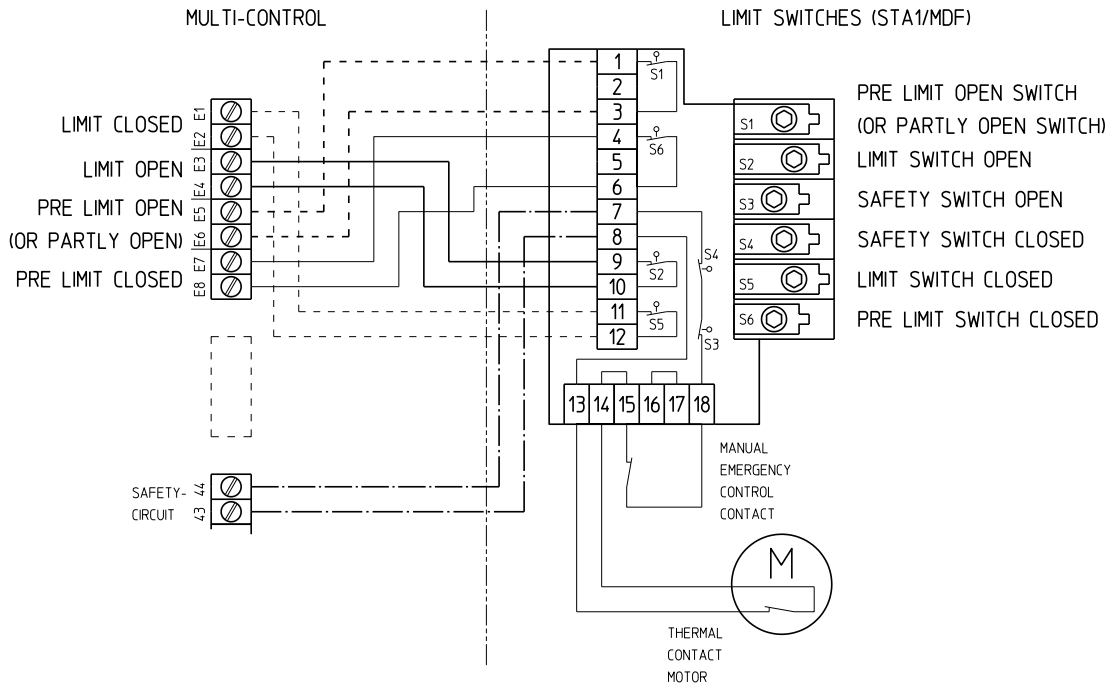 MULTI-CONTROL
LIMIT SWITCHES (STA1/MDF)
LIMIT CLOSED
LIMIT OPEN
PRE LIMIT OPEN
(OR PARTLY OPEN)
PRE LIMIT CLOSED
E1
E2
E3
E4
E5
E6
E7
E8
SAFETY-
CIRCUIT
44
43
1
2
3
4
5
6
7
8
9
10
11
12
S1
S6
S2
S5
S4
S3
13 14 15 16 17 18
S1
S2
S3
S4
S5
S6
PRE LIMIT OPEN SWITCH
(OR PARTLY OPEN SWITCH)
LIMIT SWITCH OPEN
SAFETY SWITCH OPEN
SAFETY SWITCH CLOSED
LIMIT SWITCH CLOSED
PRE LIMIT SWITCH CLOSED
MANUAL
EMERGENCY
CONTROL
CONTACT
M
THERMAL
CONTACT
MOTOR